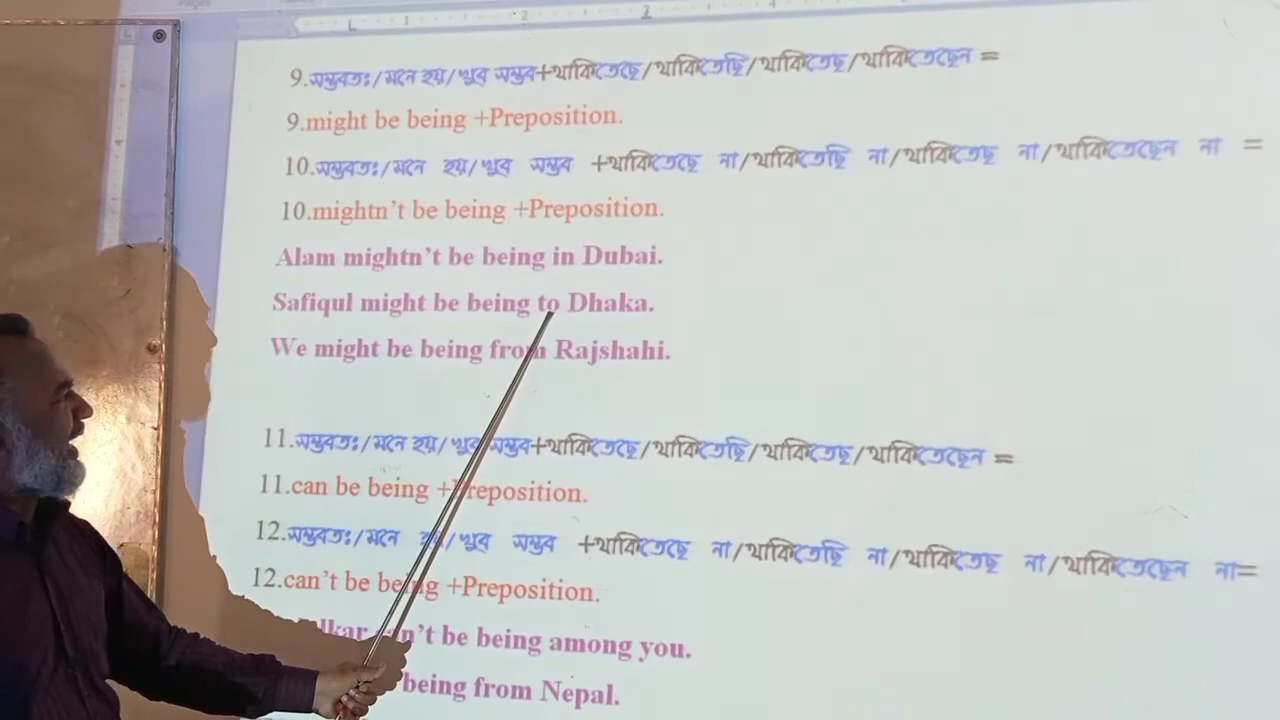 9.সম্ভবতঃ/মনে হয়/খুব সম্ভব+থাকিতেছে/থাকিতেছি/থাকিতেছ/থাকিতেছেন =
9.might be being +Preposition.
10.সম্ভবতঃ/মনে হয়/খুব সম্ভব +থাকিতেছে না/থাকিতেছি না/থাকিতেছ না/থাকিতেছেন না =
10.mightn’t be being +Preposition.
Alam mightn’t be being in Dubai.
Safiqul might be being to Dhaka.
We might be being from Rajshahi.
11.সম্ভবতঃ/মনে হয়/খুব সম্ভব+থাকিতেছে/থাকিতেছি/থাকিতেছ/থাকিতেছেন =
11.can be being +Preposition.
12.সম্ভবতঃ/মনে হয়/খুব সম্ভব +থাকিতেছে না/থাকিতেছি না/থাকিতেছ না/থাকিতেছেন না=
12.can’t be being +Preposition.
can’t be being among you.
being from Nepal.